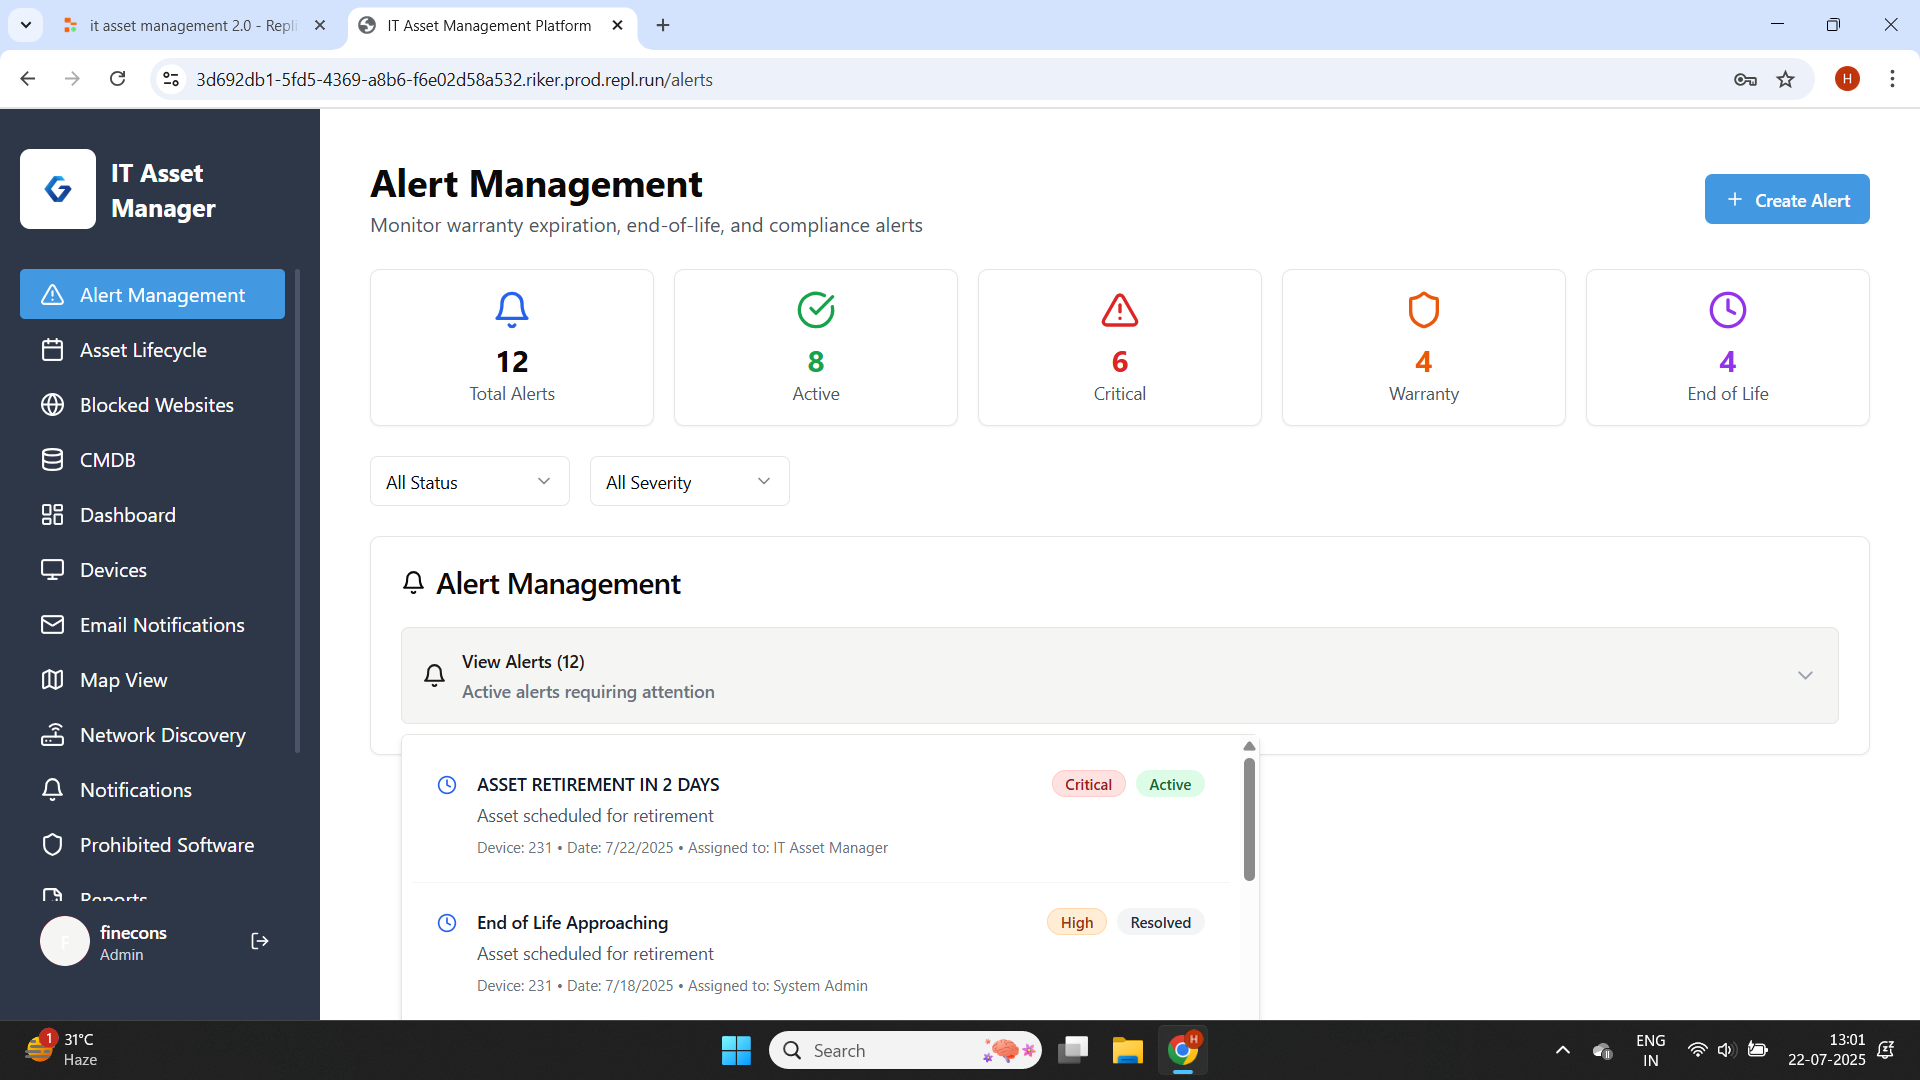 it asset management 2.0 - Repli
IT Asset Management Platform
3d692db1-5fd5-4369-a8b6-f6e02d58a532.riker.prod.repl.run/alerts
H
IT Asset
Manager
Alert Management
Asset Lifecycle
Blocked Websites
CMDB
Dashboard
Devices
Email Notifications
Map View
Network Discovery
Notifications
Prohibited Software
Reports
F
finecons
Admin
Alert Management
Monitor warranty expiration, end-of-life, and compliance alerts
Create Alert
12
Total Alerts
8
Active
6
Critical
4
Warranty
4
End of Life
All Status
All Severity
Alert Management
View Alerts (12)
Active alerts requiring attention
ASSET RETIREMENT IN 2 DAYS
Critical
Active
Asset scheduled for retirement
Device: 231 • Date: 7/22/2025 • Assigned to: IT Asset Manager
End of Life Approaching
High
Resolved
Asset scheduled for retirement
Device: 231 • Date: 7/18/2025 • Assigned to: System Admin
1
31°C
Haze
Search
H
ENG
IN
13:01
22-07-2025